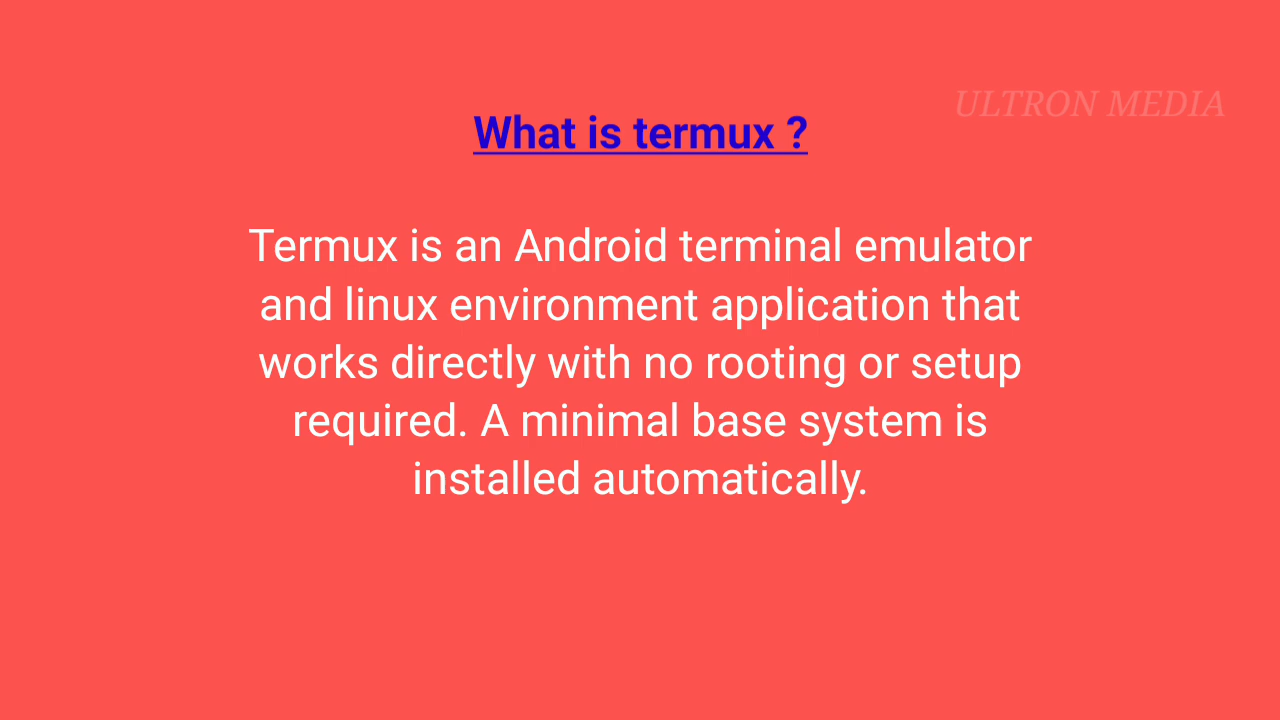 ULTRON MEDIA
What is termux ?
Termux is an Android terminal emulator
and linux environment application that
works directly with no rooting or setup
required. A minimal base system is
installed automatically.